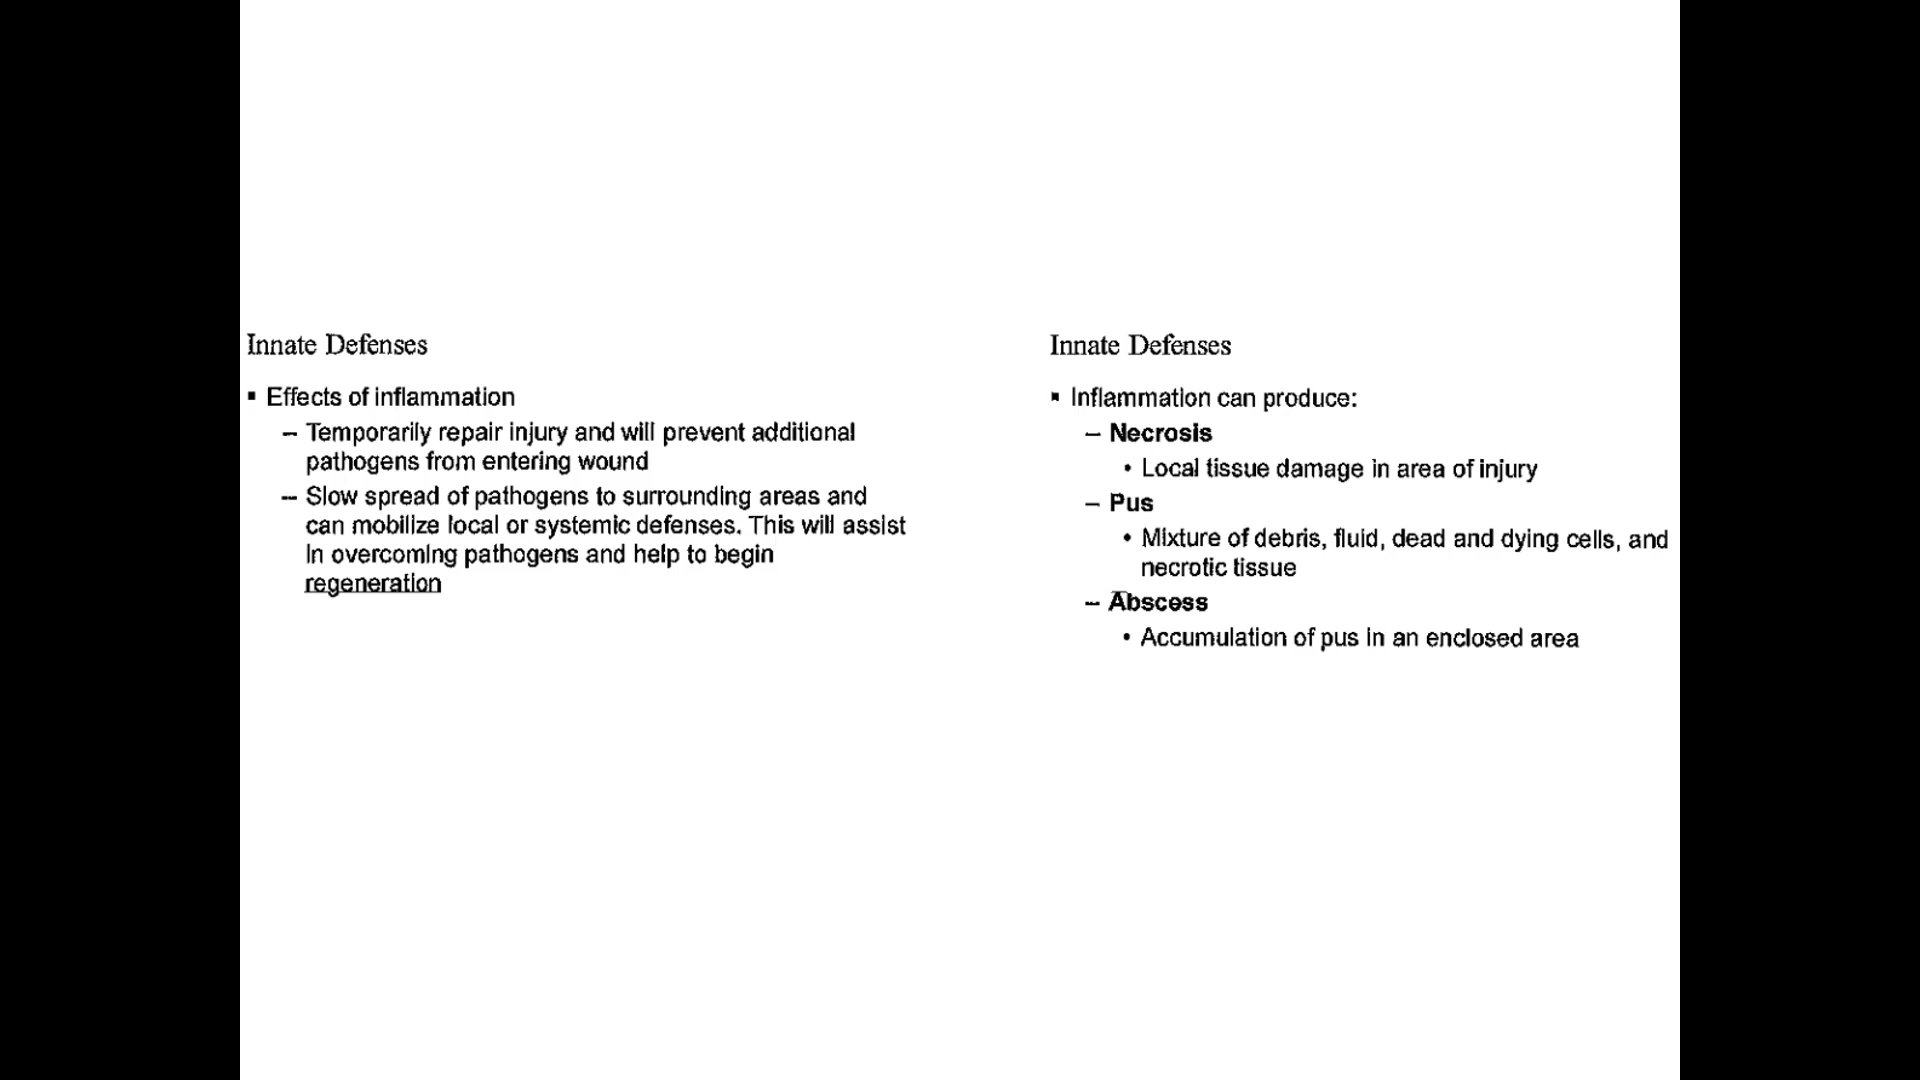 Innate Defenses
▪ Effects of inflammation
– Temporarily repair injury and will prevent additional
pathogens from entering wound
– Slow spread of pathogens to surrounding areas and
can mobilize local or systemic defenses. This will assist
in overcoming pathogens and help to begin
regeneration
Innate Defenses
▪ Inflammation can produce:
– Necrosis
• Local tissue damage in area of injury
– Pus
• Mixture of debris, fluid, dead and dying cells, and
necrotic tissue
– Abscess
• Accumulation of pus in an enclosed area